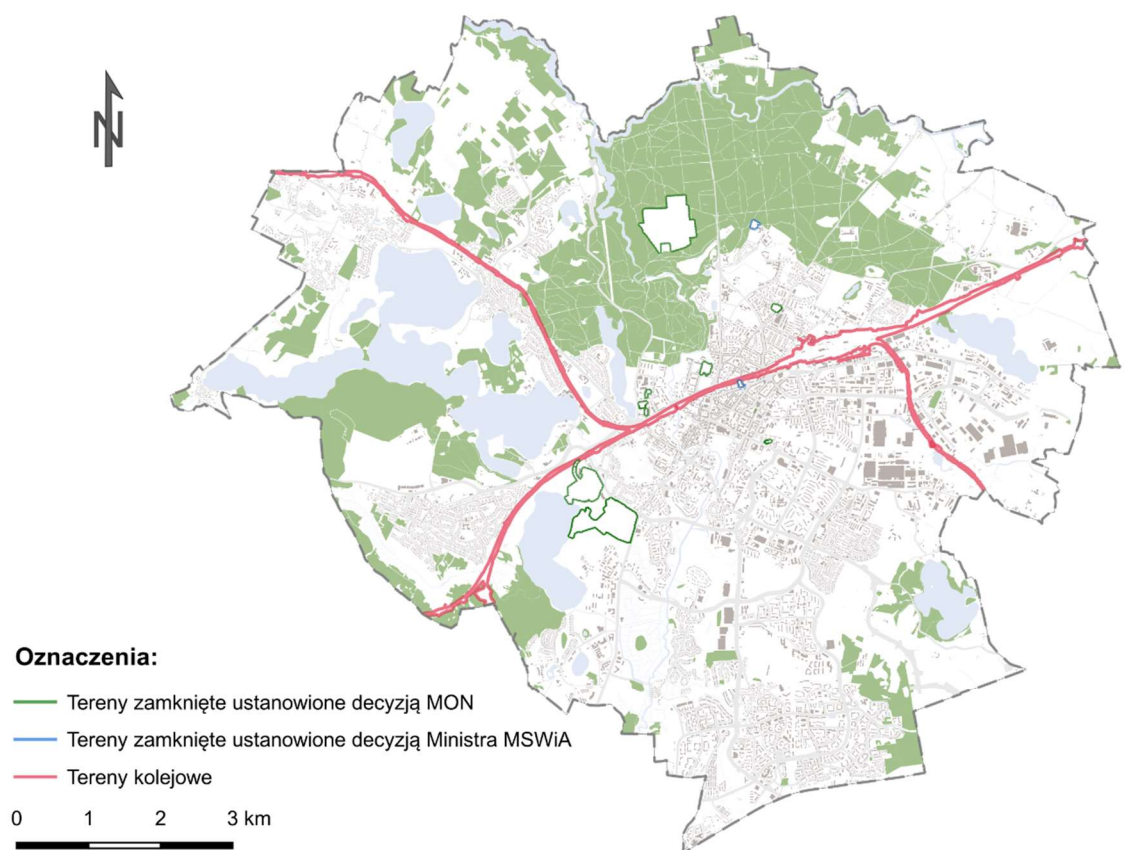 N
Oznaczenia:
Tereny zamknięte ustanowione decyzją MON
Tereny zamknięte ustanowione decyzją Ministra MSWiA
Tereny kolejowe
0 1 2 3 km